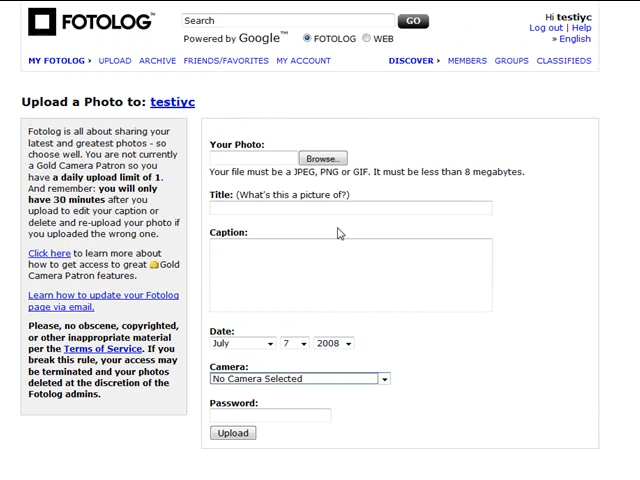 FOTOLOG™
Search
GO
Powered by Google™ FOTOLOG WEB
Hi testiyc
Log out | Help
» English
MY FOTOLOG › UPLOAD ARCHIVE FRIENDS/FAVORITES MY ACCOUNT
DISCOVER › MEMBERS GROUPS CLASSIFIEDS
Upload a Photo to: testiyc
Fotolog is all about sharing your
latest and greatest photos - so
choose well. You are not currently
a Gold Camera Patron so you
have a daily upload limit of 1.
And remember: you will only
have 30 minutes after you
upload to edit your caption or
delete and re-upload your photo if
you uploaded the wrong one.
Click here to learn more about
how to get access to great Gold
Camera Patron features.
Learn how to update your Fotolog
page via email.
Please, no obscene, copyrighted,
or other inappropriate material
per the Terms of Service. If you
break this rule, your access may
be terminated and your photos
deleted at the discretion of the
Fotolog admins.
Your Photo:
Browse...
Your file must be a JPEG, PNG or GIF. It must be less than 8 megabytes.
Title: (What's this a picture of?)
Caption:
Date:
July 7 2008
Camera:
No Camera Selected
Password:
Upload